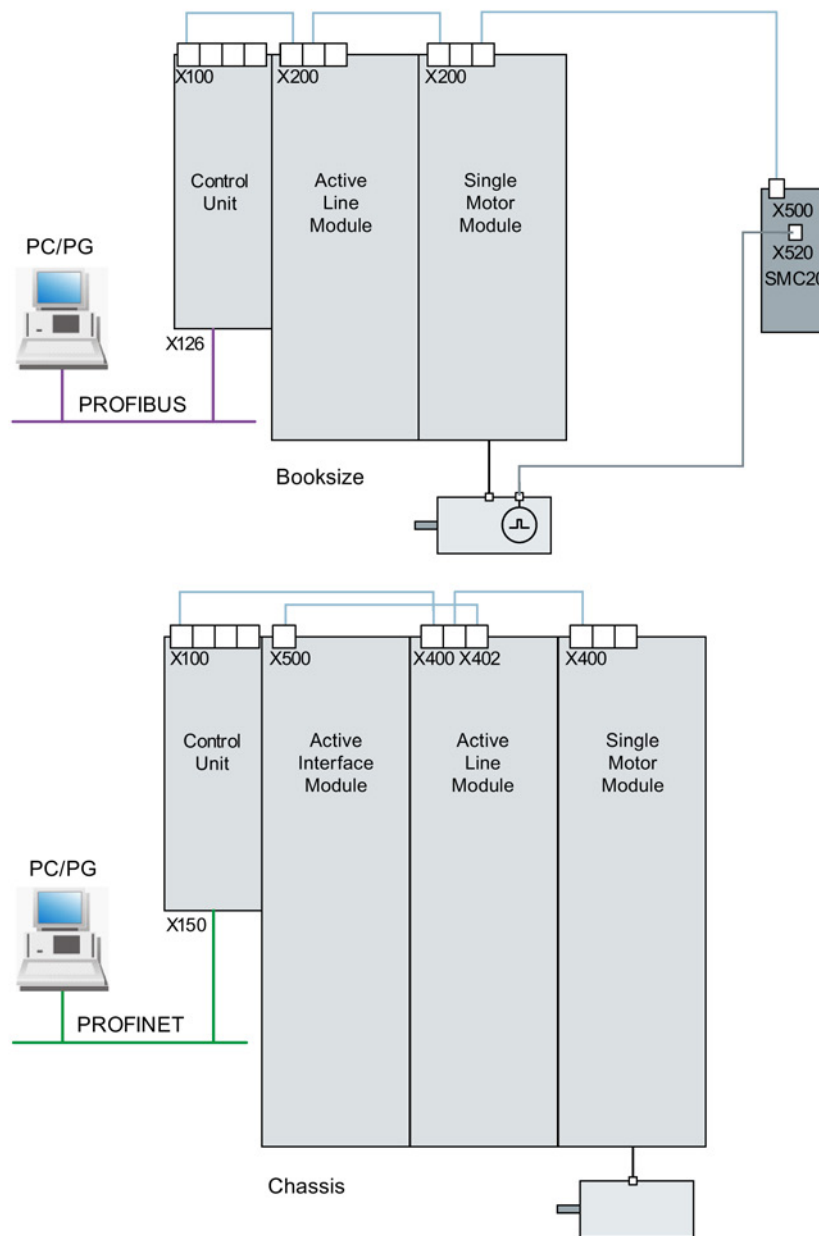 X100
X200
X200
Control
Unit
Active
Line
Module
Single
Motor
Module
X500
X520
SMC20
PC/PG
X126
PROFIBUS
Booksize
X100
X500
X400 X402
X400
Control
Unit
Active
Interface
Module
Active
Line
Module
Single
Motor
Module
PC/PG
X150
PROFINET
Chassis